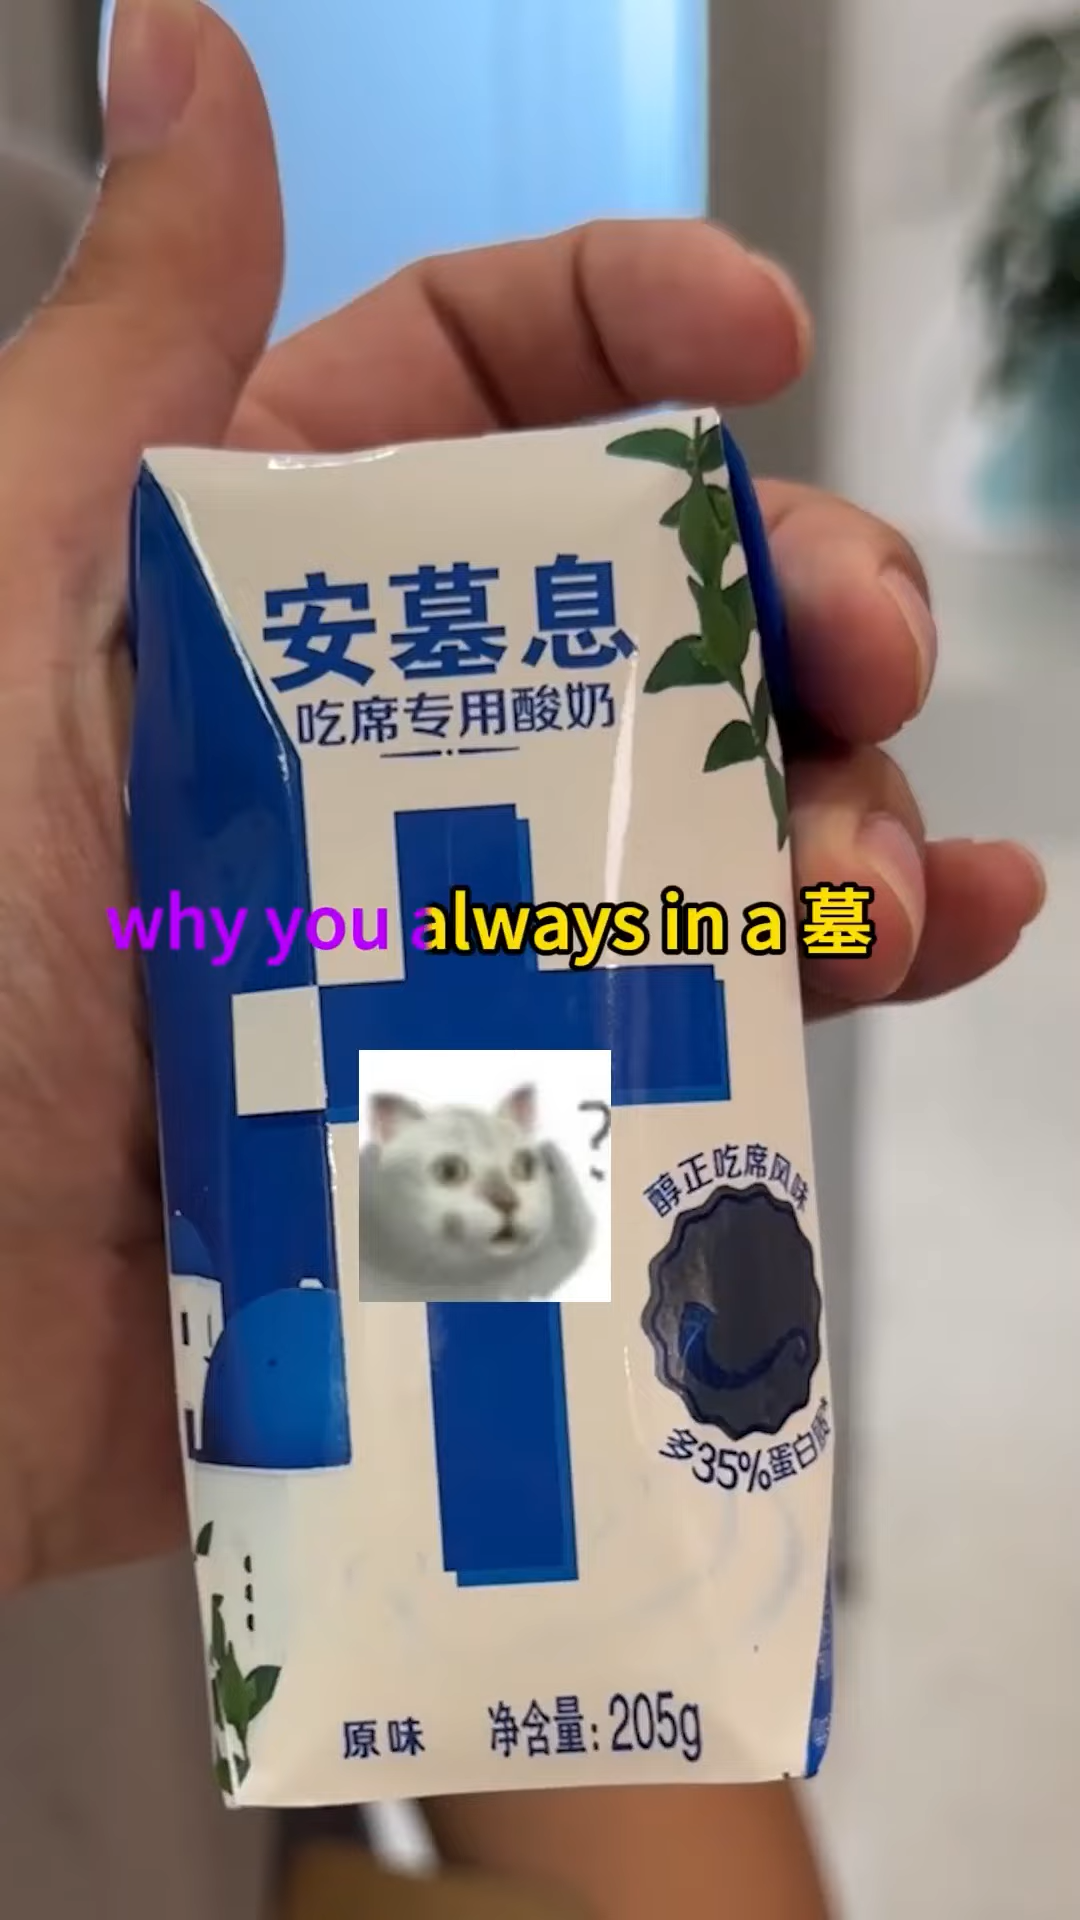 安墓息
吃席专用酸奶
why you always in a 墓
?
醇正吃席风味
多35%蛋白质
原味 净含量:205g